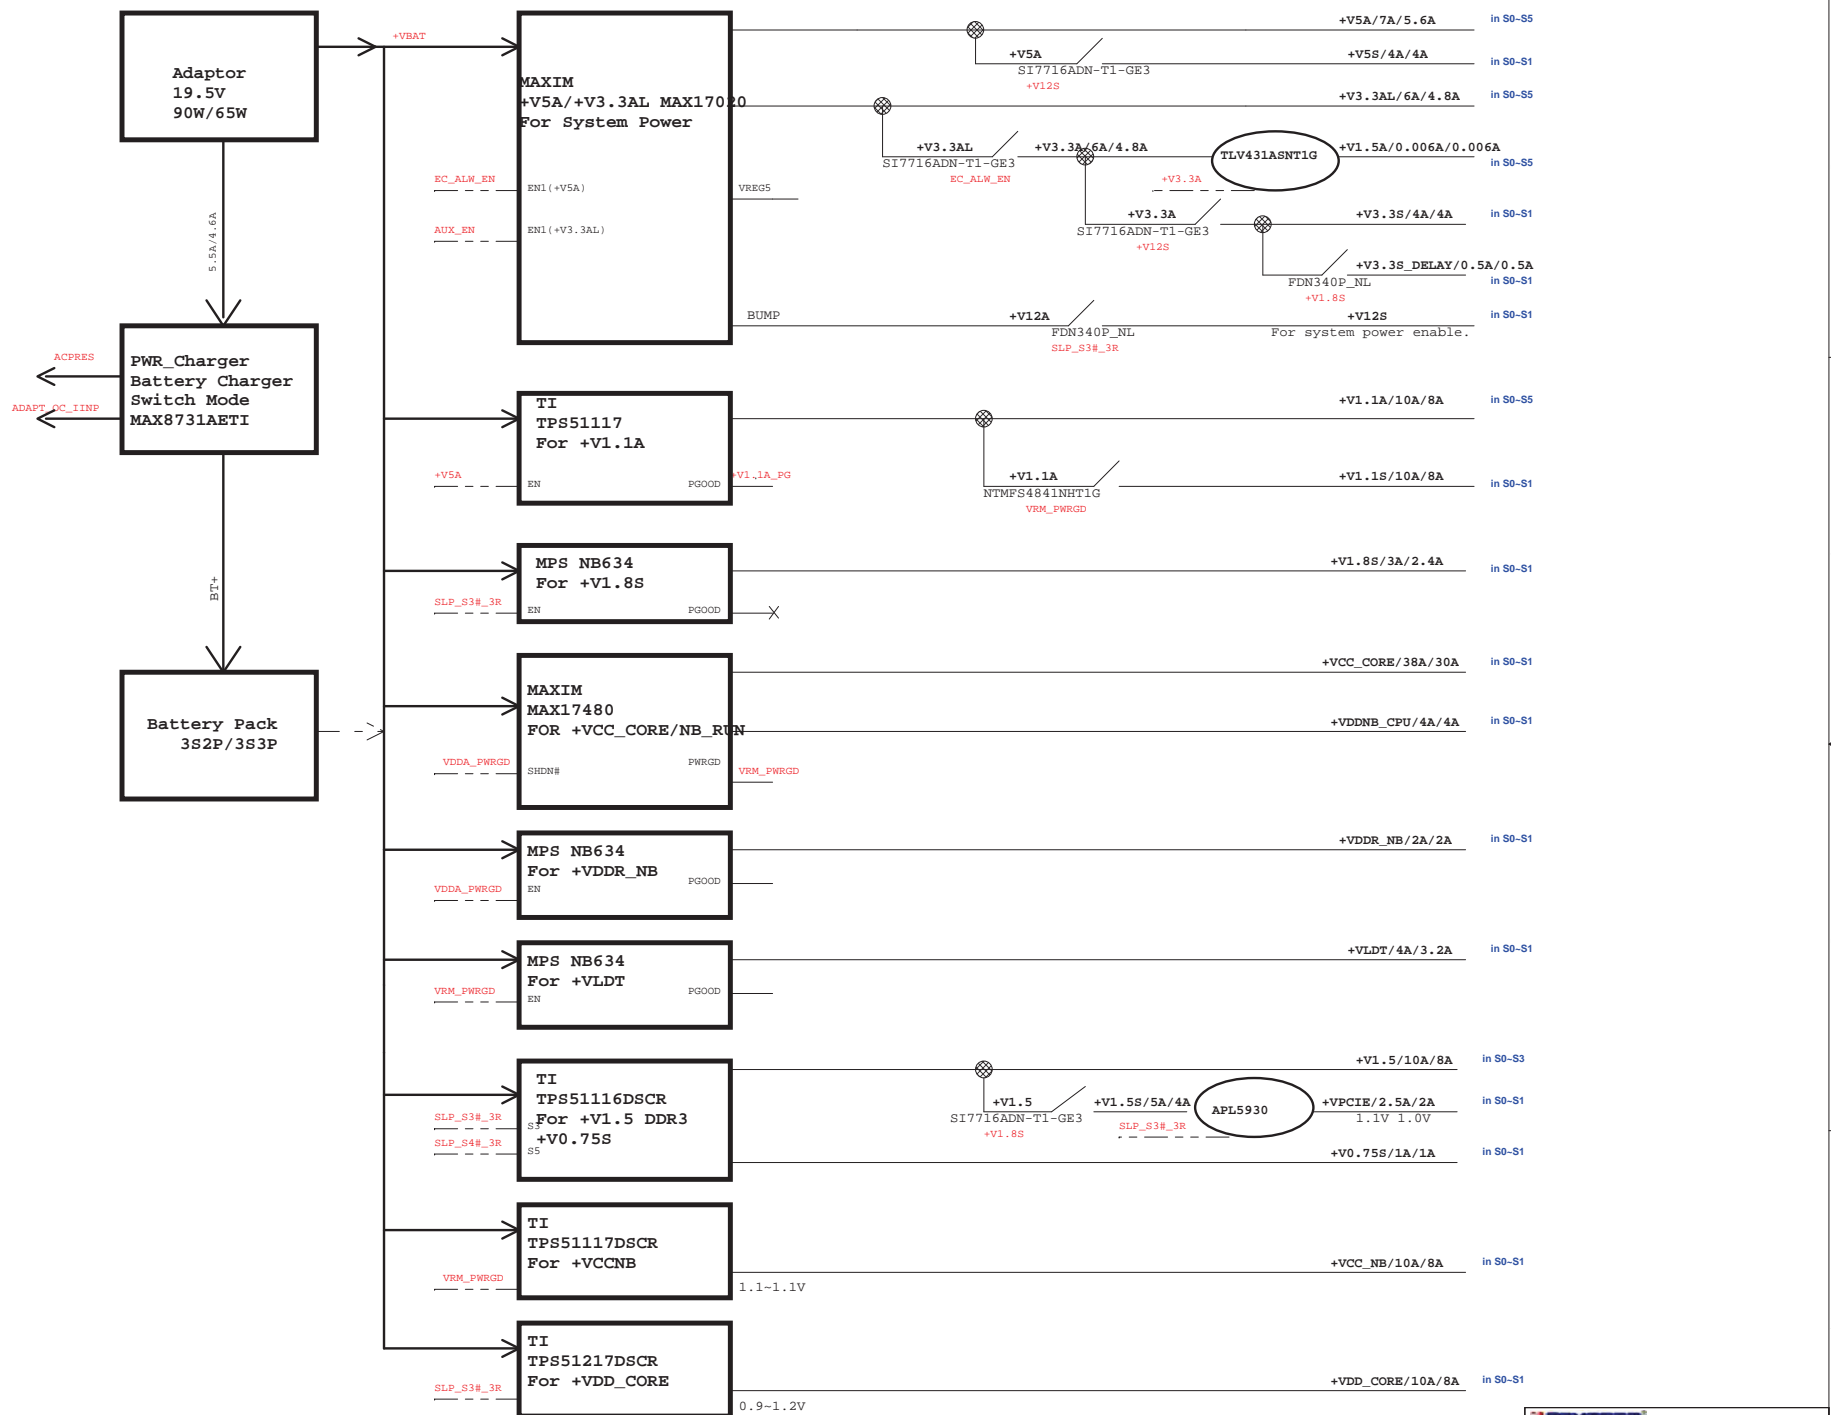 Adaptor
19.5V
90W/65W
5.5A/4.6A
ACPRES
ADAPT_OC_IINP
PWR_Charger
Battery Charger
Switch Mode
MAX8731AETI
BT+
Battery Pack
3S2P/3S3P
+VBAT
MAXIM
+V5A/+V3.3AL MAX17020
For System Power
EC_ALW_EN
EN1(+V5A)
AUX_EN
EN1(+V3.3AL)
VREG5
BUMP
+V5A/7A/5.6A
in S0~S5
+V5A
SI7716ADN-T1-GE3
+V12S
+V5S/4A/4A
in S0~S1
+V3.3AL/6A/4.8A
in S0~S5
+V3.3AL
SI7716ADN-T1-GE3
EC_ALW_EN
+V3.3A/6A/4.8A
TLV431ASNT1G
+V3.3A
+V1.5A/0.006A/0.006A
in S0~S5
+V3.3A
SI7716ADN-T1-GE3
+V12S
+V3.3S/4A/4A
in S0~S1
+V3.3S_DELAY/0.5A/0.5A
FDN340P_NL
+V1.8S
in S0~S1
+V12A
FDN340P_NL
SLP_S3#_3R
+V12S
For system power enable.
in S0~S1
TI
TPS51117
For +V1.1A
+V5A
EN
PGOOD
+V1.1A_PG
+V1.1A/10A/8A
in S0~S5
+V1.1A
NTMFS4841NHT1G
VRM_PWRGD
+V1.1S/10A/8A
in S0~S1
MPS NB634
For +V1.8S
SLP_S3#_3R
EN
PGOOD
+V1.8S/3A/2.4A
in S0~S1
MAXIM
MAX17480
FOR +VCC_CORE/NB_RUN
VDDA_PWRGD
SHDN#
PWRGD
VRM_PWRGD
+VCC_CORE/38A/30A
in S0~S1
+VDDNB_CPU/4A/4A
in S0~S1
MPS NB634
For +VDDR_NB
VDDA_PWRGD
EN
PGOOD
+VDDR_NB/2A/2A
in S0~S1
MPS NB634
For +VLDT
VRM_PWRGD
EN
PGOOD
+VLDT/4A/3.2A
in S0~S1
TI
TPS51116DSCR
For +V1.5 DDR3
+V0.75S
SLP_S3#_3R
S3
SLP_S4#_3R
S5
+V1.5/10A/8A
in S0~S3
+V1.5
SI7716ADN-T1-GE3
+V1.8S
+V1.5S/5A/4A
SLP_S3#_3R
APL5930
+VPCIE/2.5A/2A
1.1V 1.0V
in S0~S1
+V0.75S/1A/1A
in S0~S1
TI
TPS51117DSCR
For +VCCNB
VRM_PWRGD
1.1~1.1V
+VCC_NB/10A/8A
in S0~S1
TI
TPS51217DSCR
For +VDD_CORE
SLP_S3#_3R
0.9~1.2V
+VDD_CORE/10A/8A
in S0~S1